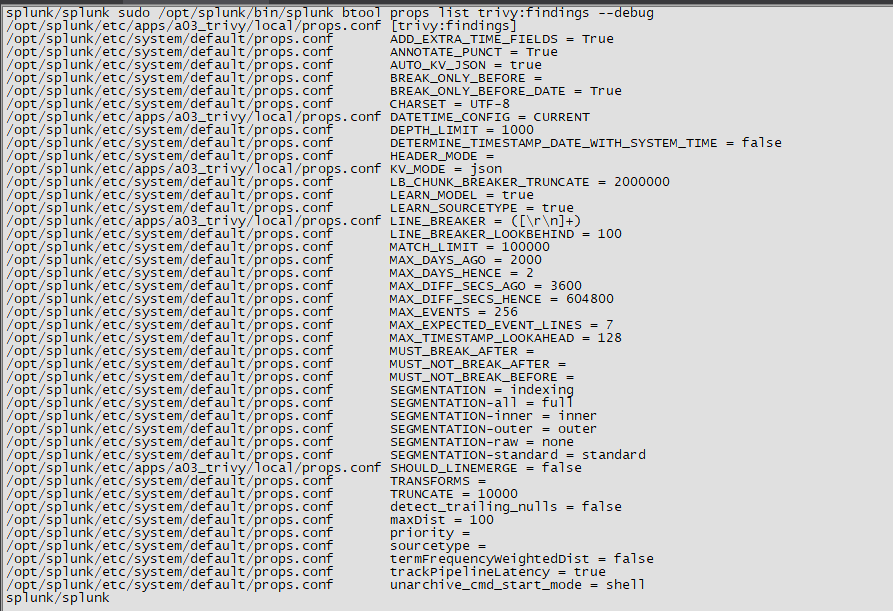 splunk/splunk sudo /opt/splunk/bin/splunk btool props list trivy:findings --debug
/opt/splunk/etc/apps/a03_trivy/local/props.conf [trivy:findings]
/opt/splunk/etc/system/default/props.conf       ADD_EXTRA_TIME_FIELDS = True
/opt/splunk/etc/system/default/props.conf       ANNOTATE_PUNCT = True
/opt/splunk/etc/system/default/props.conf       AUTO_KV_JSON = true
/opt/splunk/etc/system/default/props.conf       BREAK_ONLY_BEFORE =
/opt/splunk/etc/system/default/props.conf       BREAK_ONLY_BEFORE_DATE = True
/opt/splunk/etc/system/default/props.conf       CHARSET = UTF-8
/opt/splunk/etc/apps/a03_trivy/local/props.conf DATETIME_CONFIG = CURRENT
/opt/splunk/etc/system/default/props.conf       DEPTH_LIMIT = 1000
/opt/splunk/etc/system/default/props.conf       DETERMINE_TIMESTAMP_DATE_WITH_SYSTEM_TIME = false
/opt/splunk/etc/system/default/props.conf       HEADER_MODE =
/opt/splunk/etc/apps/a03_trivy/local/props.conf KV_MODE = json
/opt/splunk/etc/system/default/props.conf       LB_CHUNK_BREAKER_TRUNCATE = 2000000
/opt/splunk/etc/system/default/props.conf       LEARN_MODEL = true
/opt/splunk/etc/system/default/props.conf       LEARN_SOURCETYPE = true
/opt/splunk/etc/apps/a03_trivy/local/props.conf LINE_BREAKER = ([\r\n]+)
/opt/splunk/etc/system/default/props.conf       LINE_BREAKER_LOOKBEHIND = 100
/opt/splunk/etc/system/default/props.conf       MATCH_LIMIT = 100000
/opt/splunk/etc/system/default/props.conf       MAX_DAYS_AGO = 2000
/opt/splunk/etc/system/default/props.conf       MAX_DAYS_HENCE = 2
/opt/splunk/etc/system/default/props.conf       MAX_DIFF_SECS_AGO = 3600
/opt/splunk/etc/system/default/props.conf       MAX_DIFF_SECS_HENCE = 604800
/opt/splunk/etc/system/default/props.conf       MAX_EVENTS = 256
/opt/splunk/etc/system/default/props.conf       MAX_EXPECTED_EVENT_LINES = 7
/opt/splunk/etc/system/default/props.conf       MAX_TIMESTAMP_LOOKAHEAD = 128
/opt/splunk/etc/system/default/props.conf       MUST_BREAK_AFTER =
/opt/splunk/etc/system/default/props.conf       MUST_NOT_BREAK_AFTER =
/opt/splunk/etc/system/default/props.conf       MUST_NOT_BREAK_BEFORE =
/opt/splunk/etc/system/default/props.conf       SEGMENTATION = indexing
/opt/splunk/etc/system/default/props.conf       SEGMENTATION-all = full
/opt/splunk/etc/system/default/props.conf       SEGMENTATION-inner = inner
/opt/splunk/etc/system/default/props.conf       SEGMENTATION-outer = outer
/opt/splunk/etc/system/default/props.conf       SEGMENTATION-raw = none
/opt/splunk/etc/system/default/props.conf       SEGMENTATION-standard = standard
/opt/splunk/etc/apps/a03_trivy/local/props.conf SHOULD_LINEMERGE = false
/opt/splunk/etc/system/default/props.conf       TRANSFORMS =
/opt/splunk/etc/system/default/props.conf       TRUNCATE = 10000
/opt/splunk/etc/system/default/props.conf       detect_trailing_nulls = false
/opt/splunk/etc/system/default/props.conf       maxDist = 100
/opt/splunk/etc/system/default/props.conf       priority =
/opt/splunk/etc/system/default/props.conf       sourcetype =
/opt/splunk/etc/system/default/props.conf       termFrequencyWeightedDist = false
/opt/splunk/etc/system/default/props.conf       trackPipelineLatency = true
/opt/splunk/etc/system/default/props.conf       unarchive_cmd_start_mode = shell
splunk/splunk